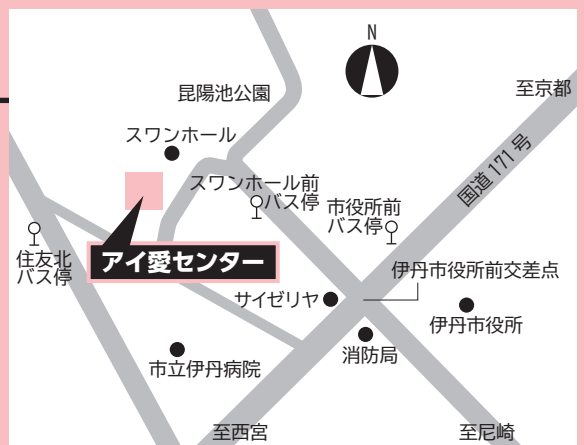 N
昆陽池公園
至京都
スワンホール
国道171号
スワンホール前
バス停
市役所前
バス停
住友北
バス停
アイ愛センター
伊丹市役所前交差点
サイゼリヤ
伊丹市役所
消防局
市立伊丹病院
至西宮
至尼崎